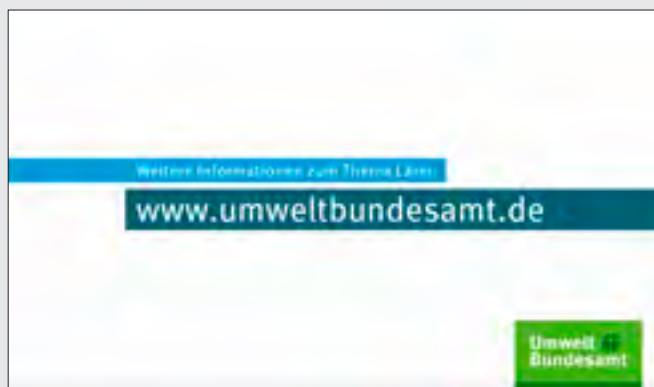 Weitere Informationen zum Thema Lärm:
www.umweltbundesamt.de
Umwelt
Bundesamt